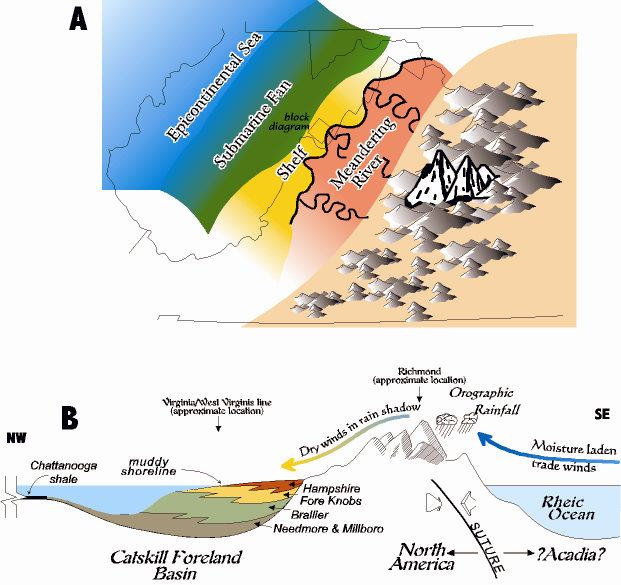 A
Epicontinental Sea
Submarine Fan
block
diagram
Shelf
Meandering
River
B
Richmond
(approximate location)
Virginia/West Virginis line
(approximate location)
Orographic
Rainfall
NW
SE
Dry winds in rain shadow
Moisture laden
trade winds
Chattanooga
shale
muddy
shoreline
Hampshire
Fore Knobs
Brallier
Needmore & Millboro
Rheic
Ocean
SUTURE
Catskill Foreland
Basin
North
America
?Acadia?